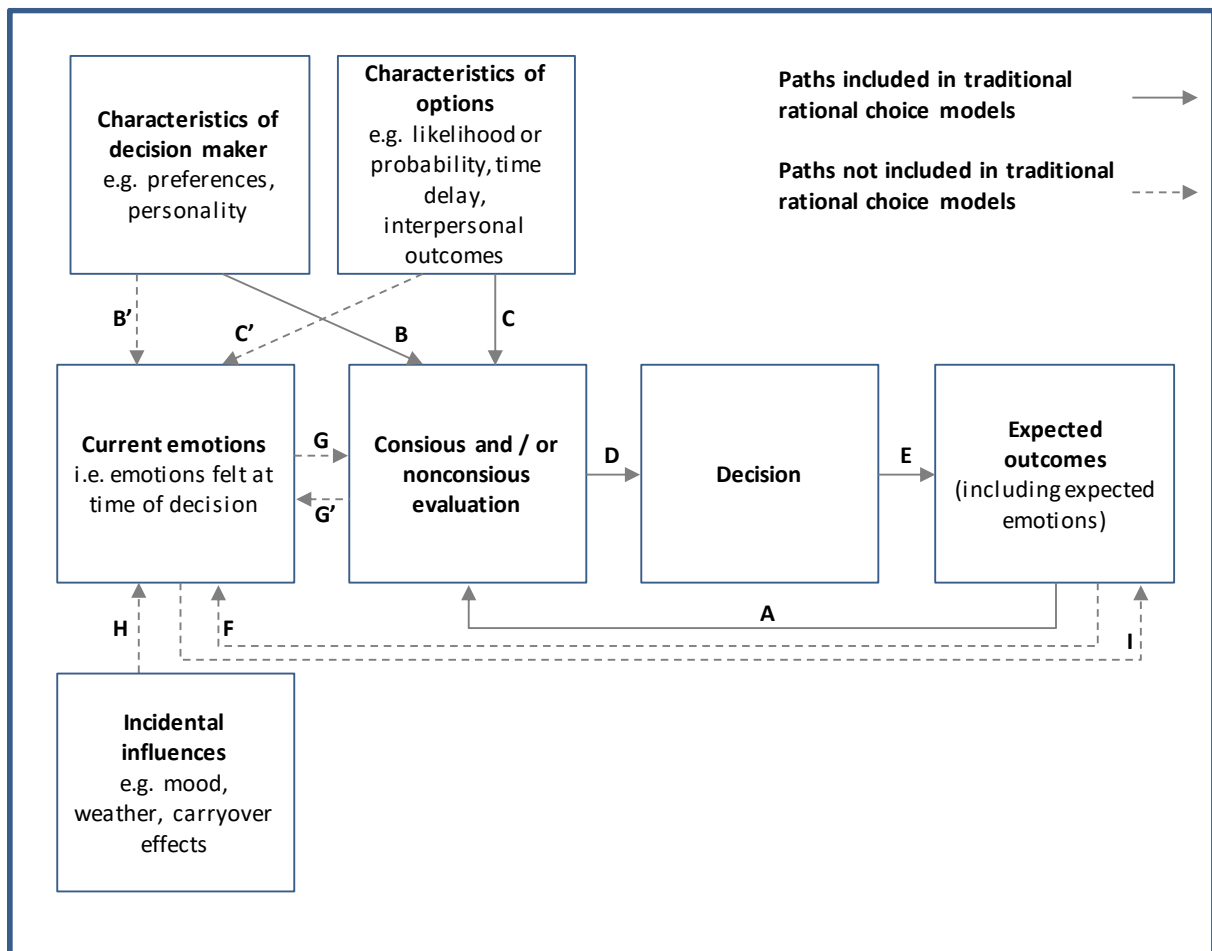 Characteristics of
decision maker
e.g. preferences,
personality
Characteristics of
options
e.g. likelihood or
probability, time
delay,
interpersonal
outcomes
Paths included in traditional
rational choice models
Paths not included in traditional
rational choice models
B’
C’
B
C
Current emotions
i.e. emotions felt at
time of decision
G
G’
Consious and / or
nonconsious
evaluation
D
Decision
E
Expected
outcomes
(including expected
emotions)
A
H
F
I
Incidental
influences
e.g. mood,
weather, carryover
effects